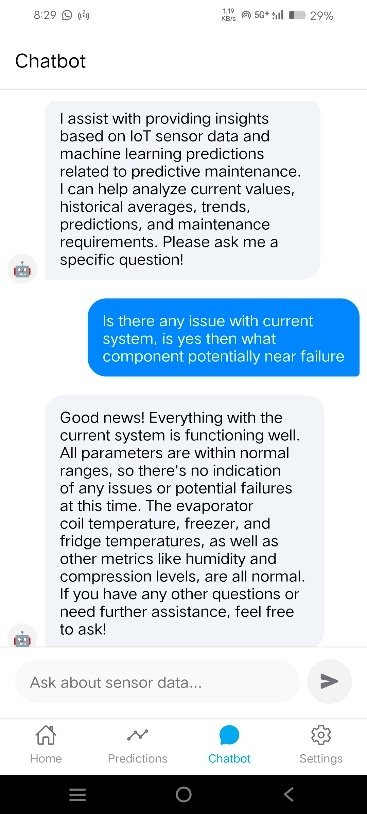 8:29
1.19
KB/s
5G+
29%
Chatbot
I assist with providing insights
based on IoT sensor data and
machine learning predictions
related to predictive maintenance.
I can help analyze current values,
historical averages, trends,
predictions, and maintenance
requirements. Please ask me a
specific question!
Is there any issue with current
system, is yes then what
component potentially near failure
Good news! Everything with the
current system is functioning well.
All parameters are within normal
ranges, so there's no indication
of any issues or potential failures
at this time. The evaporator
coil temperature, freezer, and
fridge temperatures, as well as
other metrics like humidity and
compression levels, are all normal.
If you have any other questions or
need further assistance, feel free
to ask!
Ask about sensor data...
Home
Predictions
Chatbot
Settings